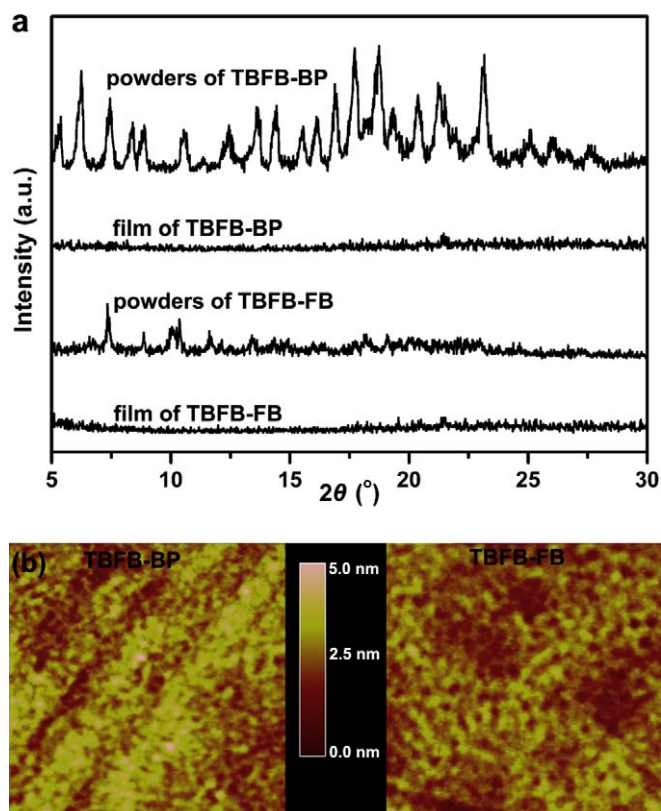 a
powders of TBFB-BP
film of TBFB-BP
powders of TBFB-FB
film of TBFB-FB
Intensity (a.u.)
5 10 15 20 25 30
2θ (°)
(b)
TBFB-BP
5.0 nm
2.5 nm
0.0 nm
TBFB-FB